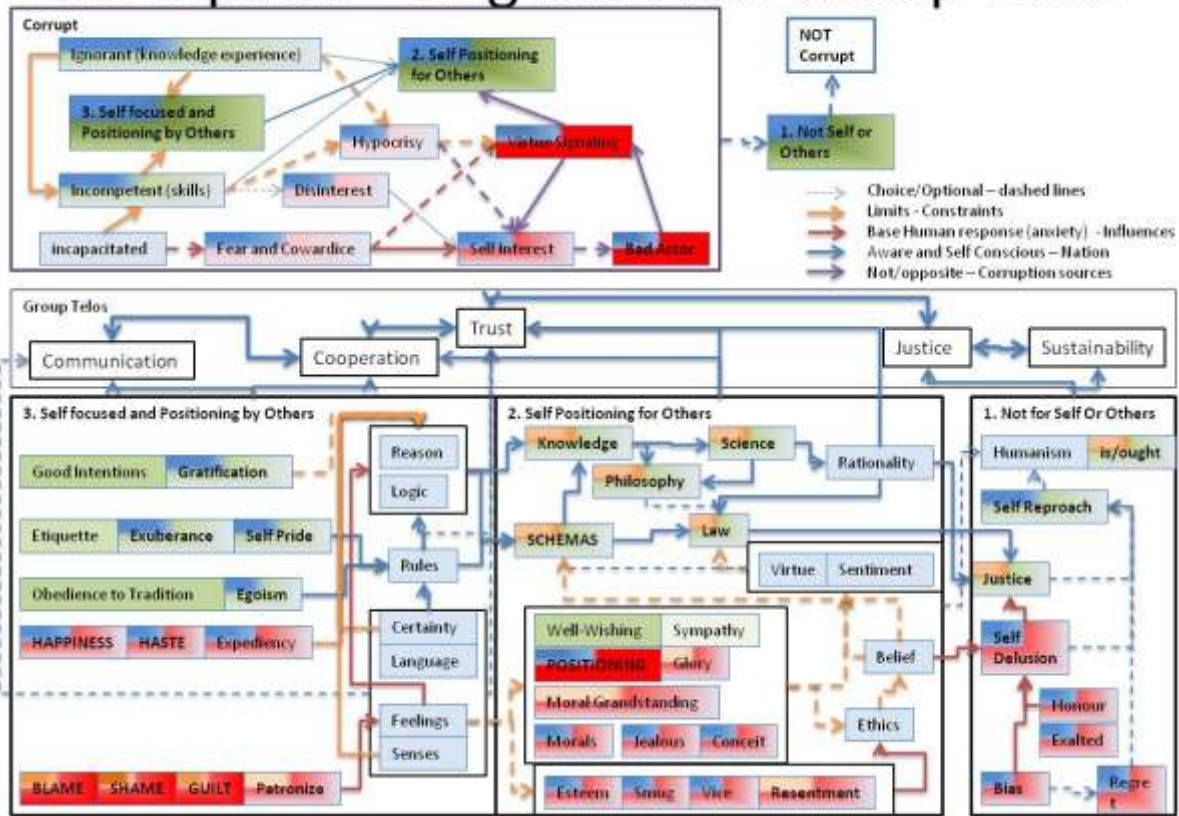 Corrupt
Ignorant (knowledge experience)
2. Self Positioning
for Others
3. Self focused and
Positioning by Others
Hypocrisy
Virtue Signaling
Incompetent (skills)
Disinterest
incapacitated
Fear and Cowardice
Self Interest
Bad Actor
NOT
Corrupt
1. Not Self or
Others
Choice/Optional – dashed lines
Limits - Constraints
Base Human response (anxiety) - Influences
Aware and Self Conscious – Nation
Not/opposite – Corruption sources
Group Telos
Communication
Cooperation
Trust
Justice
Sustainability
3. Self focused and Positioning by Others
Good Intentions
Gratification
Etiquette
Exuberance
Self Pride
Obedience to Tradition
Egoism
HAPPINESS
HASTE
Expediency
BLAME
SHAME
GUILT
Patronize
Reason
Logic
Rules
Certainty
Language
Feelings
Senses
2. Self Positioning for Others
Knowledge
Science
Philosophy
Rationality
SCHEMAS
Law
Virtue
Sentiment
Well-Wishing
Sympathy
POSITIONING
Glory
Moral Grandstanding
Morals
Jealous
Conceit
Belief
Ethics
Esteem
Smug
Vice
Resentment
1. Not for Self Or Others
Humanism
is/ought
Self Reproach
Justice
Self
Delusion
Honour
Exalted
Bias
Regre
t